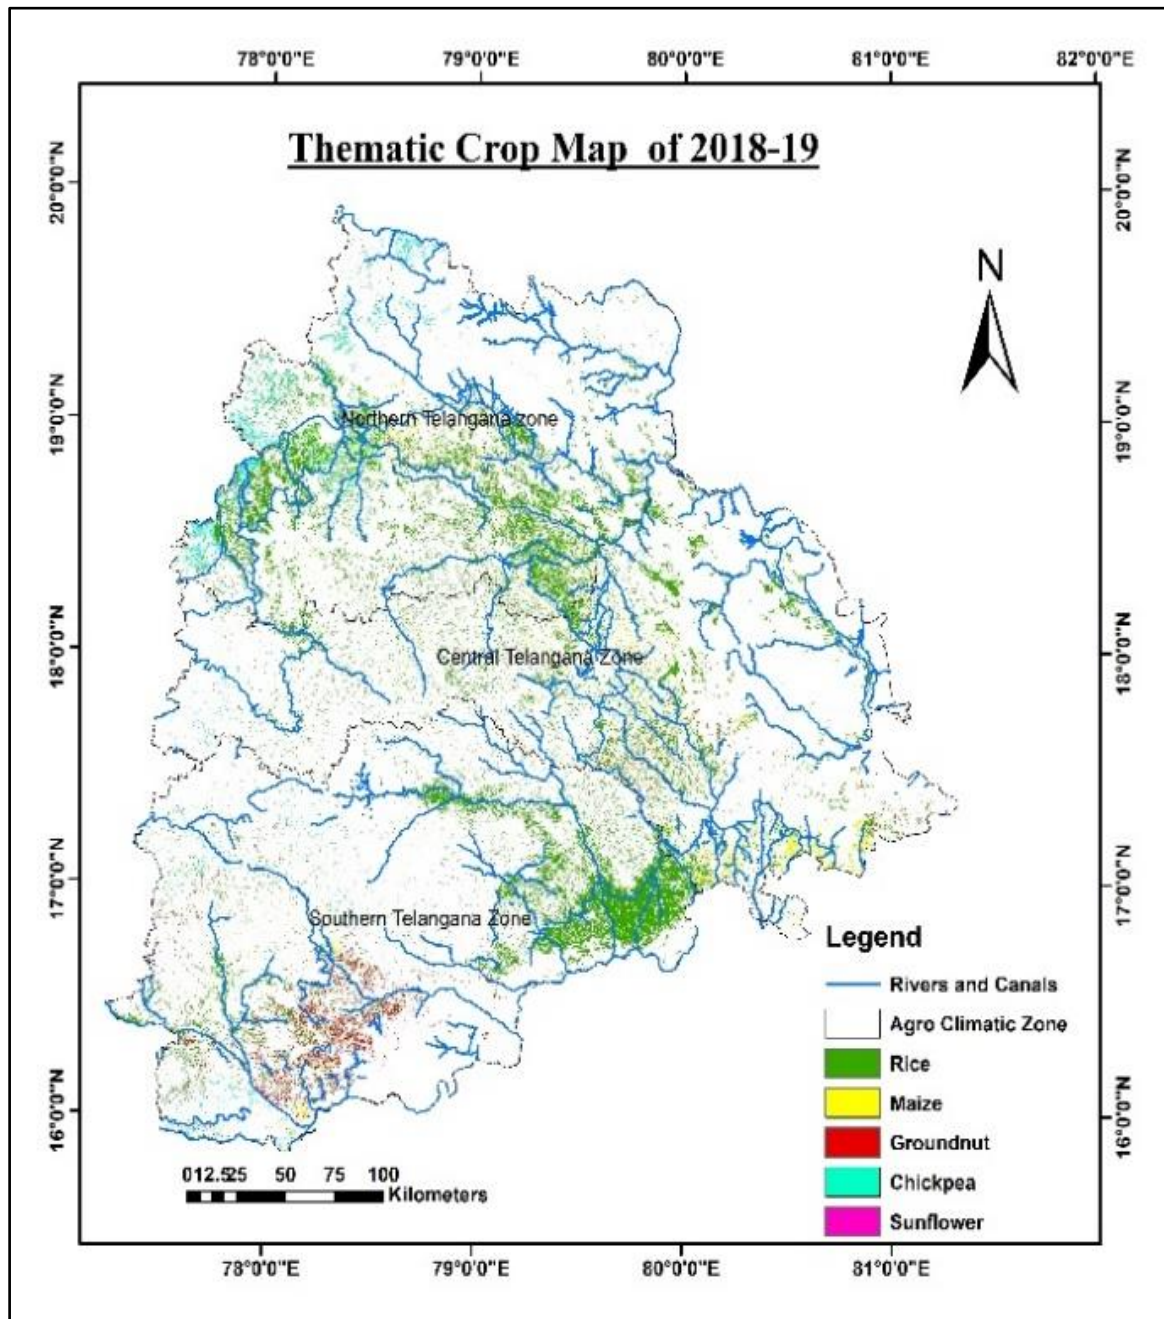 78°0'0"E 79°0'0"E 80°0'0"E 81°0'0"E 82°0'0"E
Thematic Crop Map of 2018-19
20°0'0"N 20°0'0"N
N
19°0'0"N 19°0'0"N
Northern Telangana zone
18°0'0"N 18°0'0"N
Central Telangana Zone
17°0'0"N 17°0'0"N
Southern Telangana Zone
Legend
Rivers and Canals
Agro Climatic Zone
Rice
Maize
Groundnut
Chickpea
Sunflower
16°0'0"N 16°0'0"N
0 12.5 25 50 75 100
Kilometers
78°0'0"E 79°0'0"E 80°0'0"E 81°0'0"E